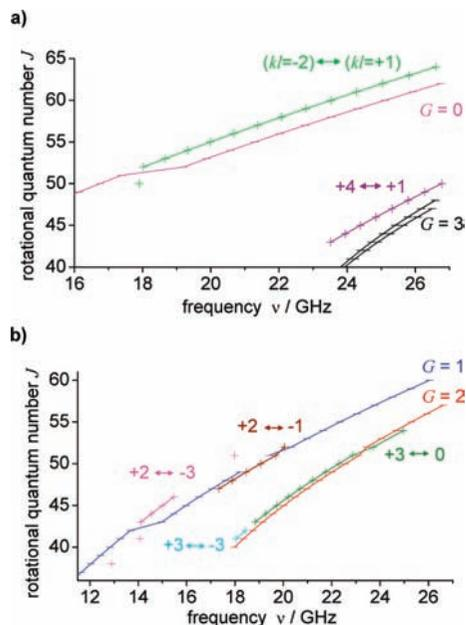 a)
65
60
55
50
45
40
rotational quantum number J
(kl=-2)↔(kl=+1)
G = 0
+4 ↔ +1
G = 3
16 18 20 22 24 26
frequency ν / GHz
b)
60
55
50
45
40
rotational quantum number J
G = 1
G = 2
+2 ↔ -1
+2 ↔ -3
+3 ↔ 0
+3 ↔ -3
12 14 16 18 20 22 24 26
frequency ν / GHz